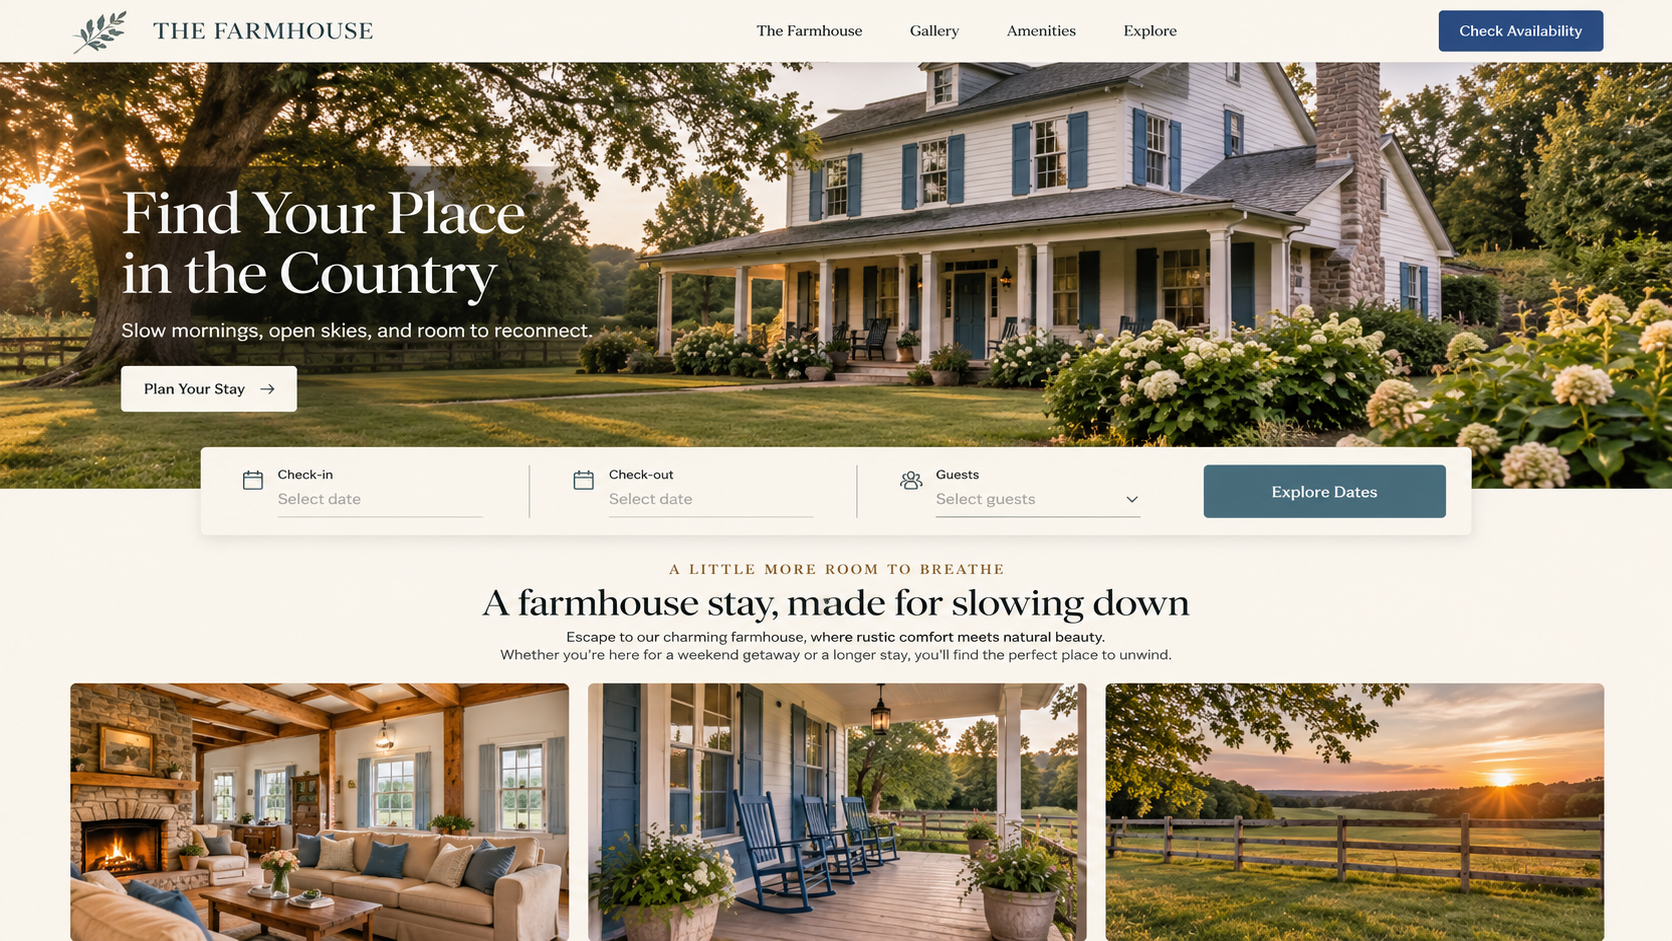 THE FARMHOUSE
The Farmhouse
Gallery
Amenities
Explore
Check Availability
Find Your Place
in the Country
Slow mornings, open skies, and room to reconnect.
Plan Your Stay
Check-in
Select date
Check-out
Select date
Guests
Select guests
Explore Dates
A LITTLE MORE ROOM TO BREATHE
A farmhouse stay, made for slowing down
Escape to our charming farmhouse, where rustic comfort meets natural beauty.
Whether you're here for a weekend getaway or a longer stay, you'll find the perfect place to unwind.